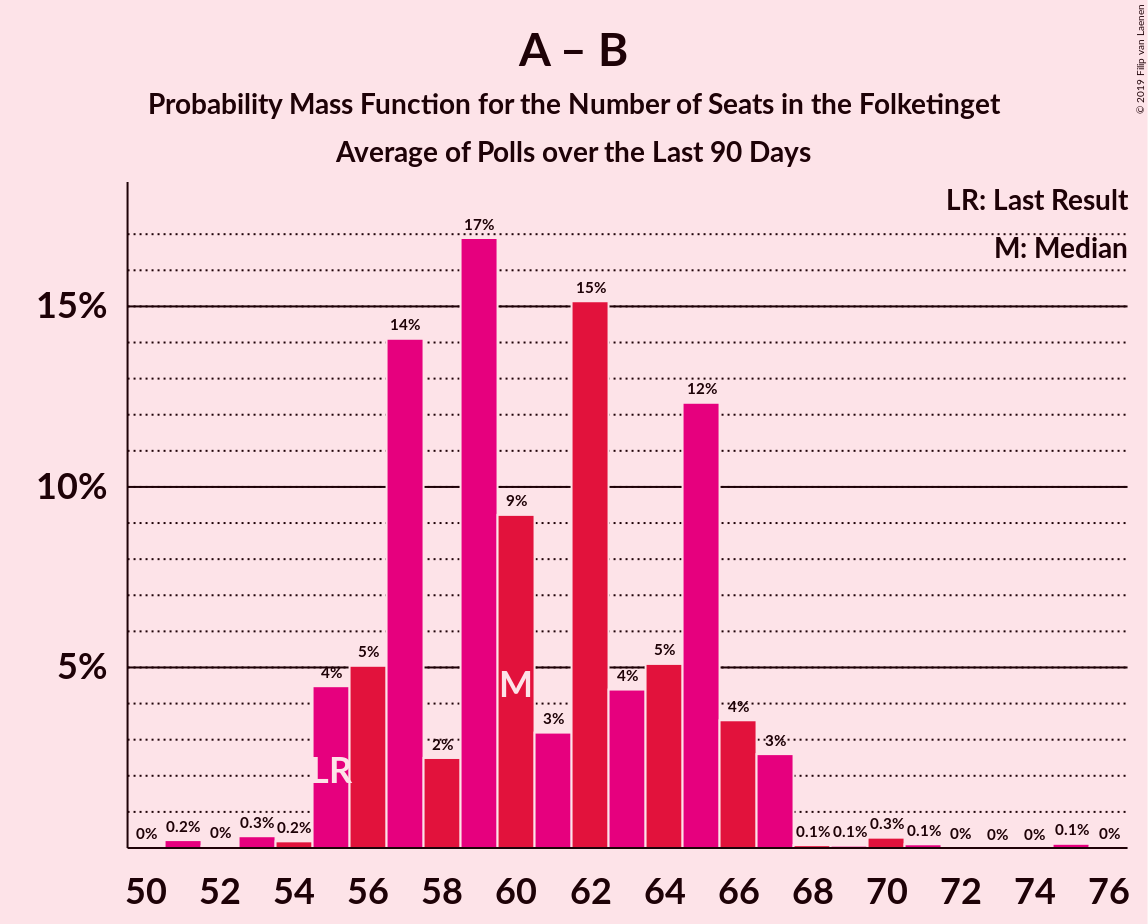 A – B
Probability Mass Function for the Number of Seats in the Folketinget
Average of Polls over the Last 90 Days
© 2019 Filip van Laenen
LR: Last Result
M: Median
15%
10%
5%
0% 0.2% 0% 0.3% 0.2% 4% 5% 14% 2% 17% 9% 3% 15% 4% 5% 12% 4% 3% 0.1% 0.1% 0.3% 0.1% 0% 0% 0% 0.1% 0%
M
LR
50 52 54 56 58 60 62 64 66 68 70 72 74 76